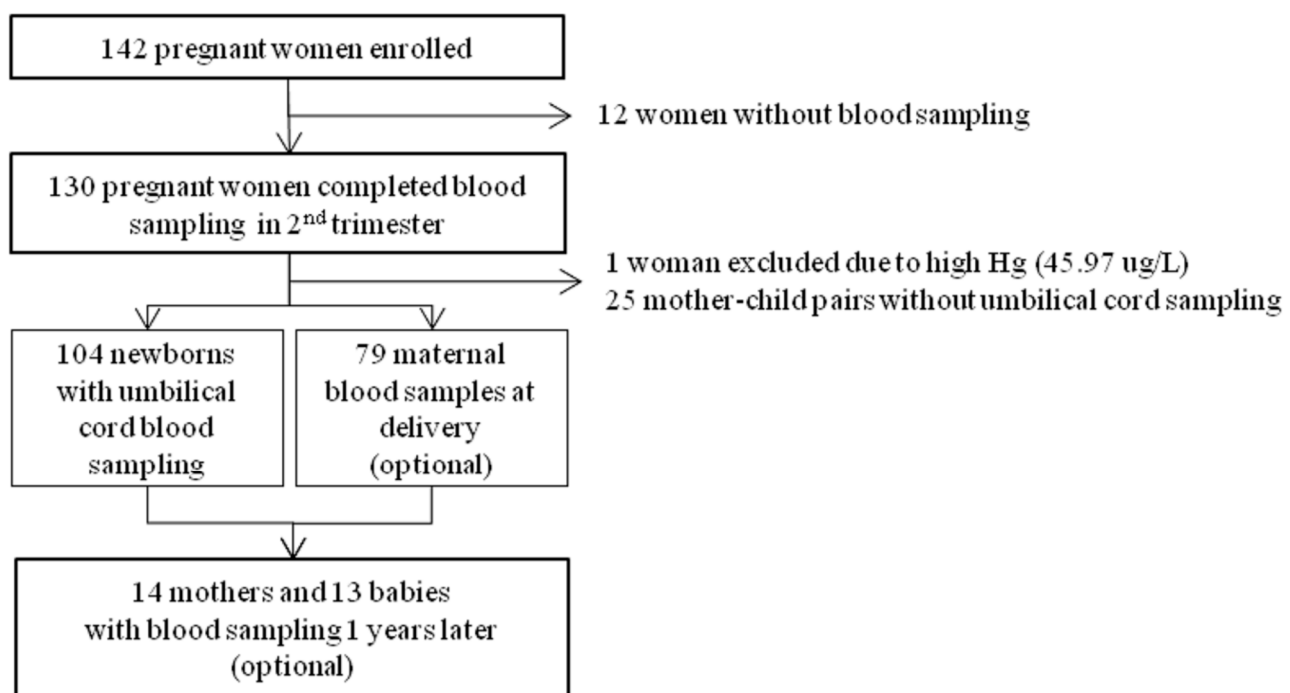 142 pregnant women enrolled
12 women without blood sampling
130 pregnant women completed blood
sampling in 2nd trimester
1 woman excluded due to high Hg (45.97 ug/L)
25 mother-child pairs without umbilical cord sampling
104 newborns
with umbilical
cord blood
sampling
79 maternal
blood samples at
delivery
(optional)
14 mothers and 13 babies
with blood sampling 1 years later
(optional)